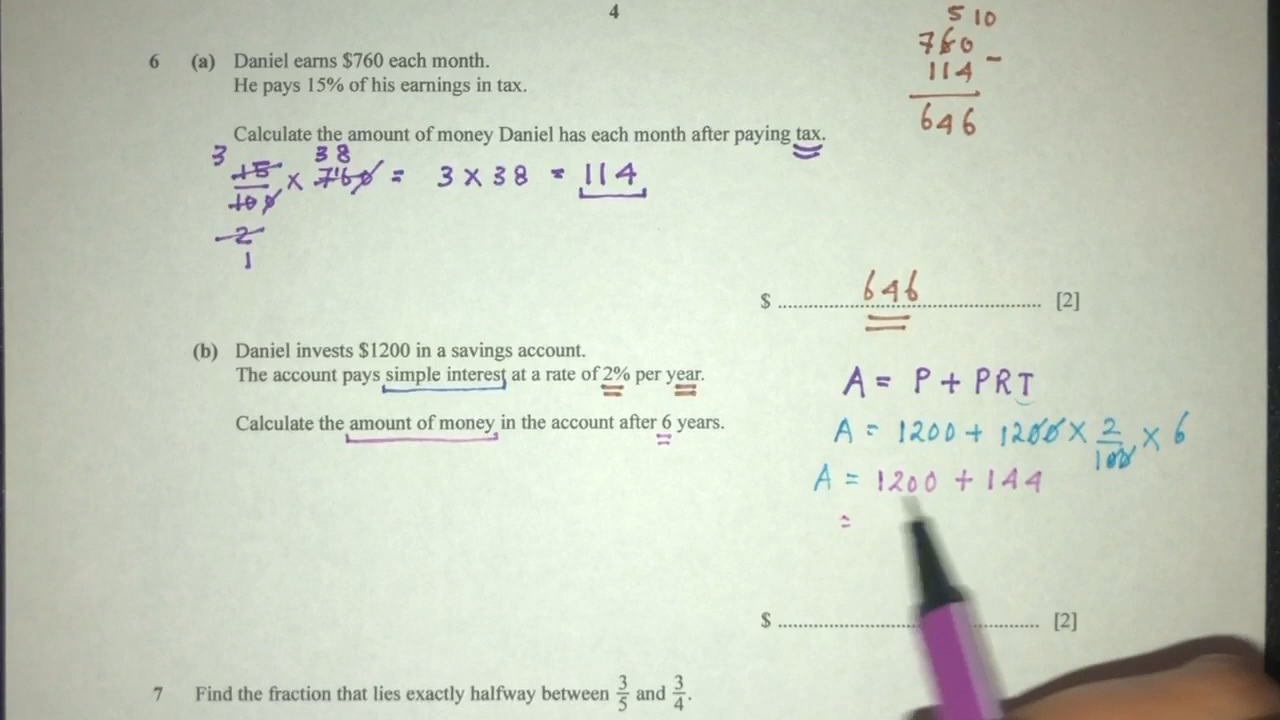 4
6 (a) Daniel earns $760 each month.
He pays 15% of his earnings in tax.
Calculate the amount of money Daniel has each month after paying tax.
5 10
760 -
114
646
3 38
15/100 × 760 = 3 × 38 = 114
2
1
$ 646 [2]
(b) Daniel invests $1200 in a savings account.
The account pays simple interest at a rate of 2% per year.
Calculate the amount of money in the account after 6 years.
A = P + PRT
A = 1200 + 1200 × 2/100 × 6
A = 1200 + 144
=
$ [2]
7 Find the fraction that lies exactly halfway between 3/5 and 3/4.